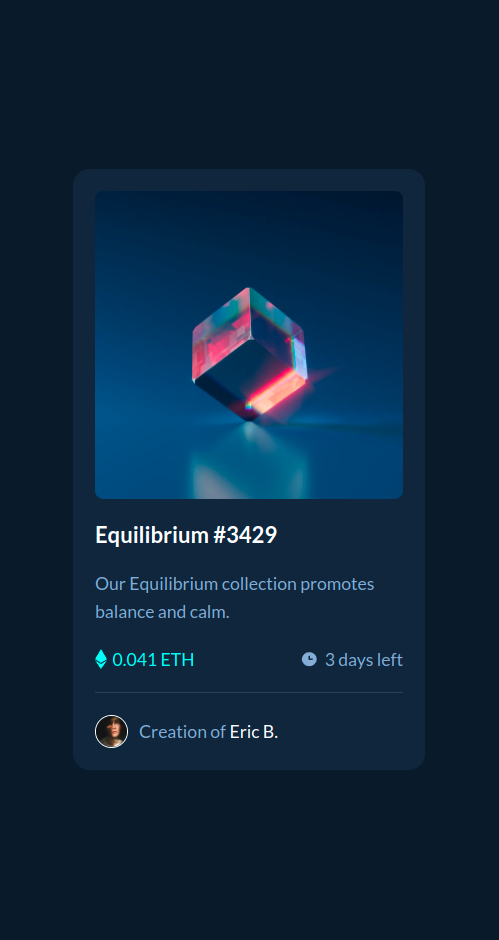 Equilibrium #3429
Our Equilibrium collection promotes
balance and calm.
0.041 ETH
3 days left
Creation of Eric B.